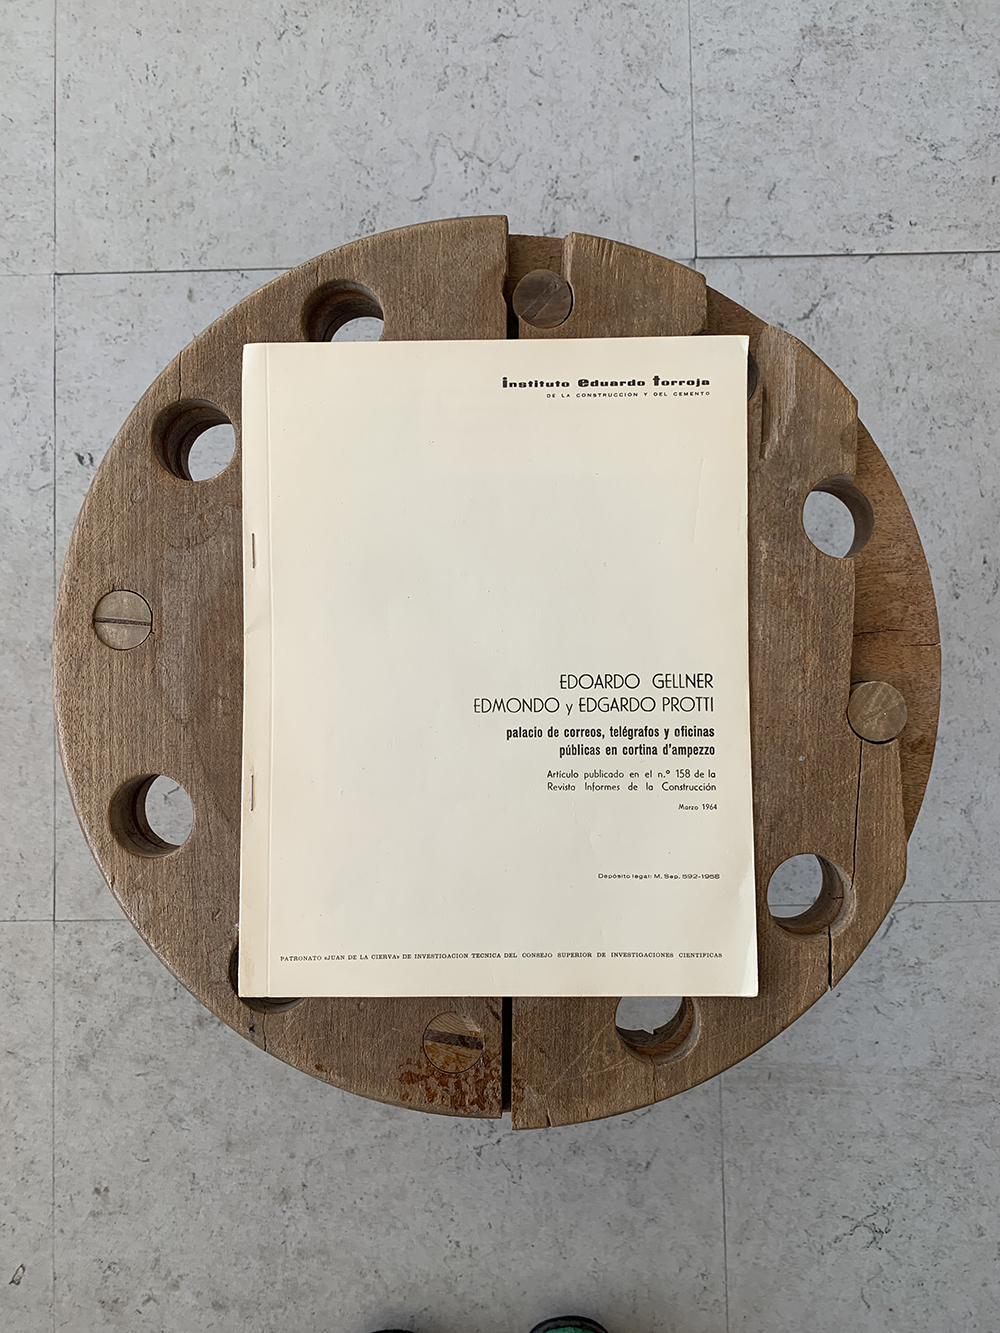 instituto eduardo torroja
DE LA CONSTRUCCION Y DEL CEMENTO
EDOARDO GELLNER
EDMONDO y EDGARDO PROTTI
palacio de correos, telégrafos y oficinas
públicas en cortina d'ampezzo
Artículo publicado en el n.º 158 de la
Revista Informes de la Construcción
Marzo 1964
Depósito legal: M. Sep. 592-1958
PATRONATO «JUAN DE LA CIERVA» DE INVESTIGACION TECNICA DEL CONSEJO SUPERIOR DE INVESTIGACIONES CIENTIFICAS